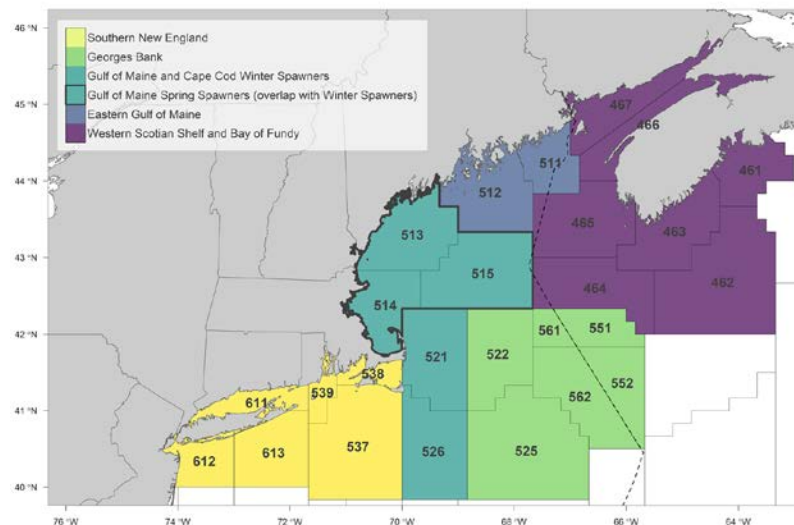 46 °N
Southern New England
Georges Bank
Gulf of Maine and Cape Cod Winter Spawners
Gulf of Maine Spring Spawners (overlap with Winter Spawners)
Eastern Gulf of Maine
Western Scotian Shelf and Bay of Fundy
45 °N
467
466
44 °N
511
461
512
513
465
463
43 °N
515
514
464
462
42 °N
561
551
521
522
538
552
41 °N
539
562
611
537
612
613
526
525
40 °N
76 °W
74 °W
72 °W
70 °W
68 °W
66 °W
64 °W